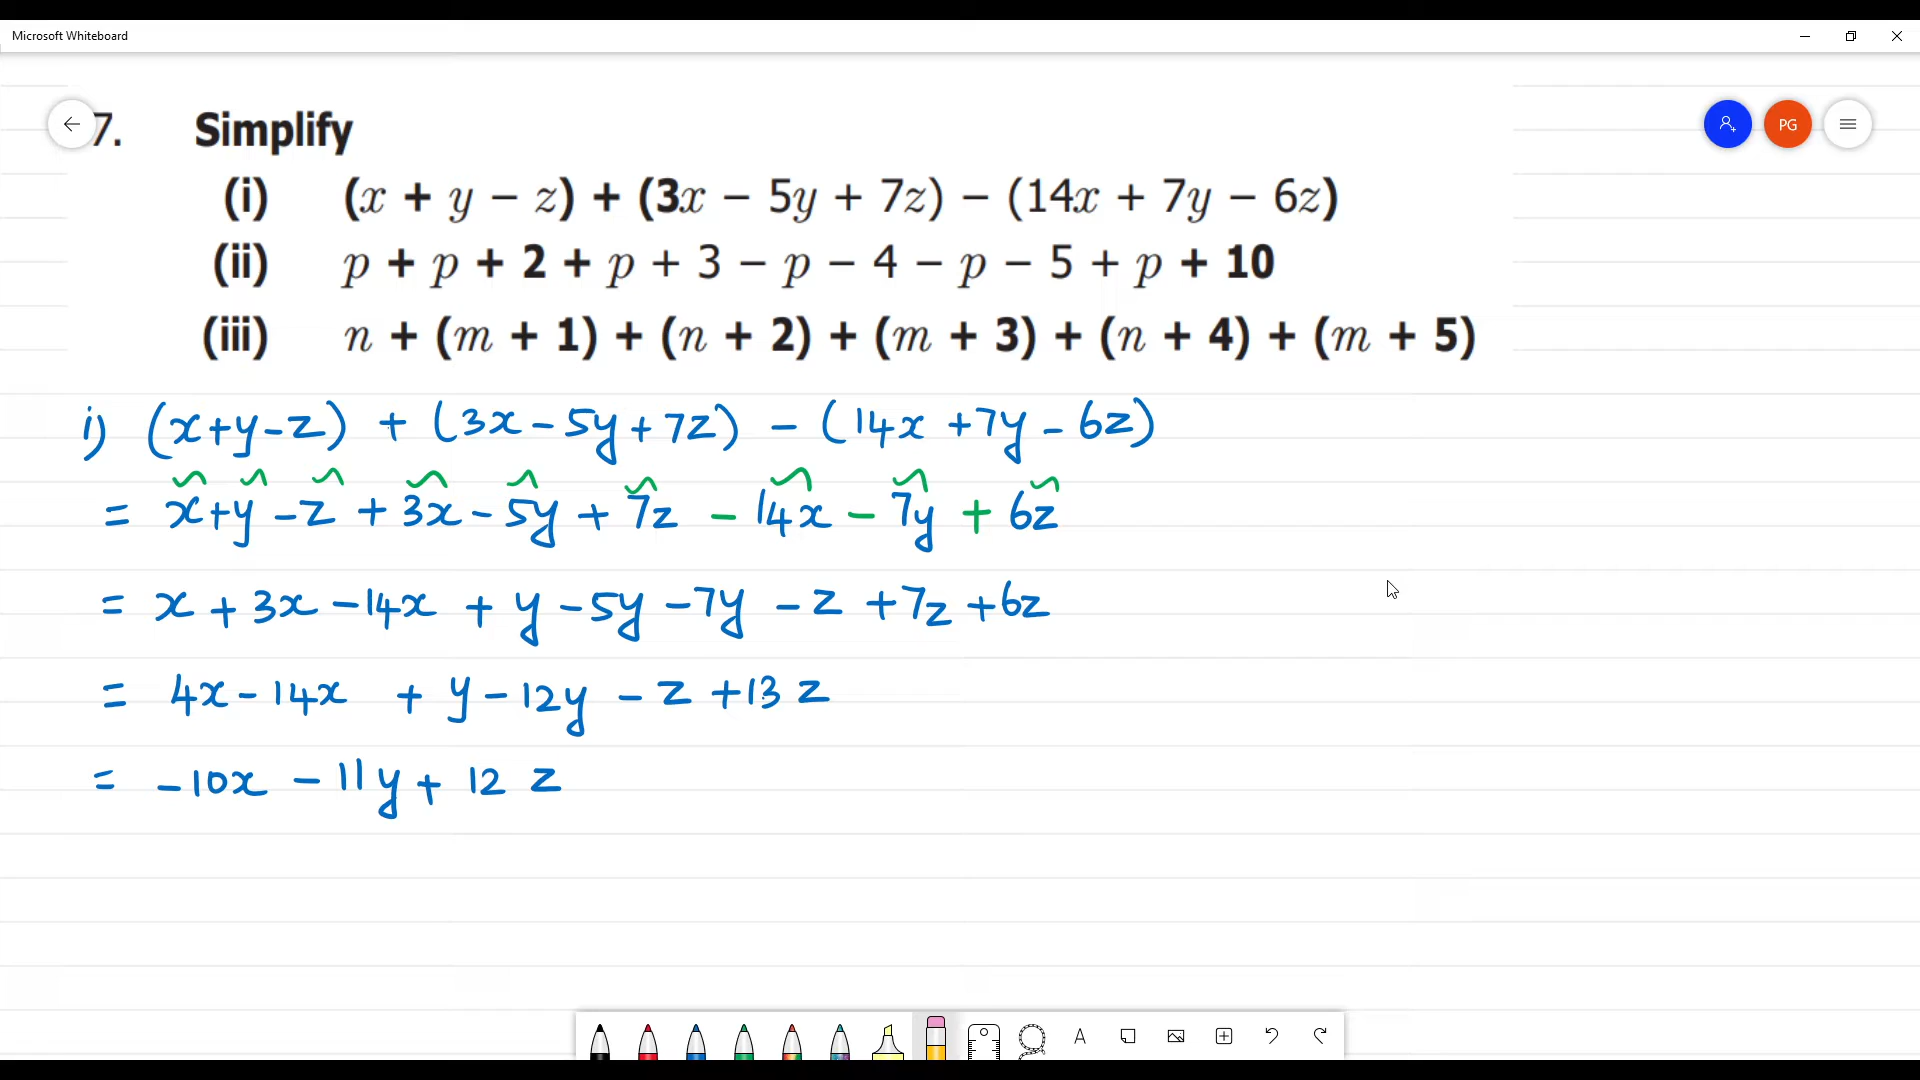 Microsoft Whiteboard
7. Simplify
PG
(i) (x + y − z) + (3x − 5y + 7z) − (14x + 7y − 6z)
(ii) p + p + 2 + p + 3 − p − 4 − p − 5 + p + 10
(iii) n + (m + 1) + (n + 2) + (m + 3) + (n + 4) + (m + 5)
i) (x+y-z) + (3x-5y+7z) - (14x+7y-6z)
= x+y-z+3x-5y+7z-14x-7y+6z
= x+3x-14x+y-5y-7y-z+7z+6z
= 4x-14x+y-12y-z+13z
= -10x-11y+12z
A